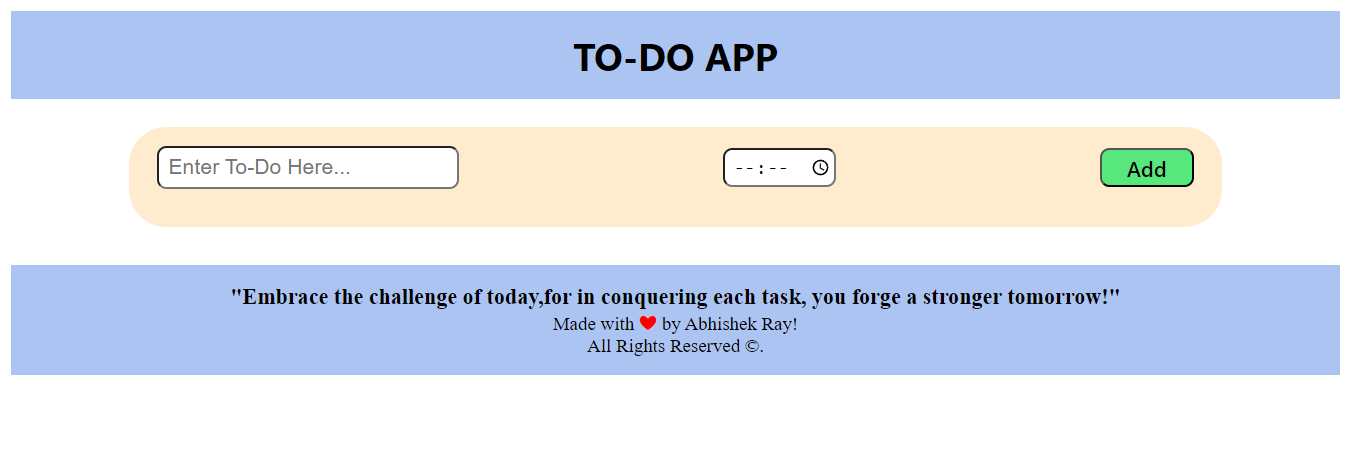 TO-DO APP
Enter To-Do Here... --:-- Add
"Embrace the challenge of today,for in conquering each task, you forge a stronger tomorrow!"
Made with ❤ by Abhishek Ray!
All Rights Reserved ©.